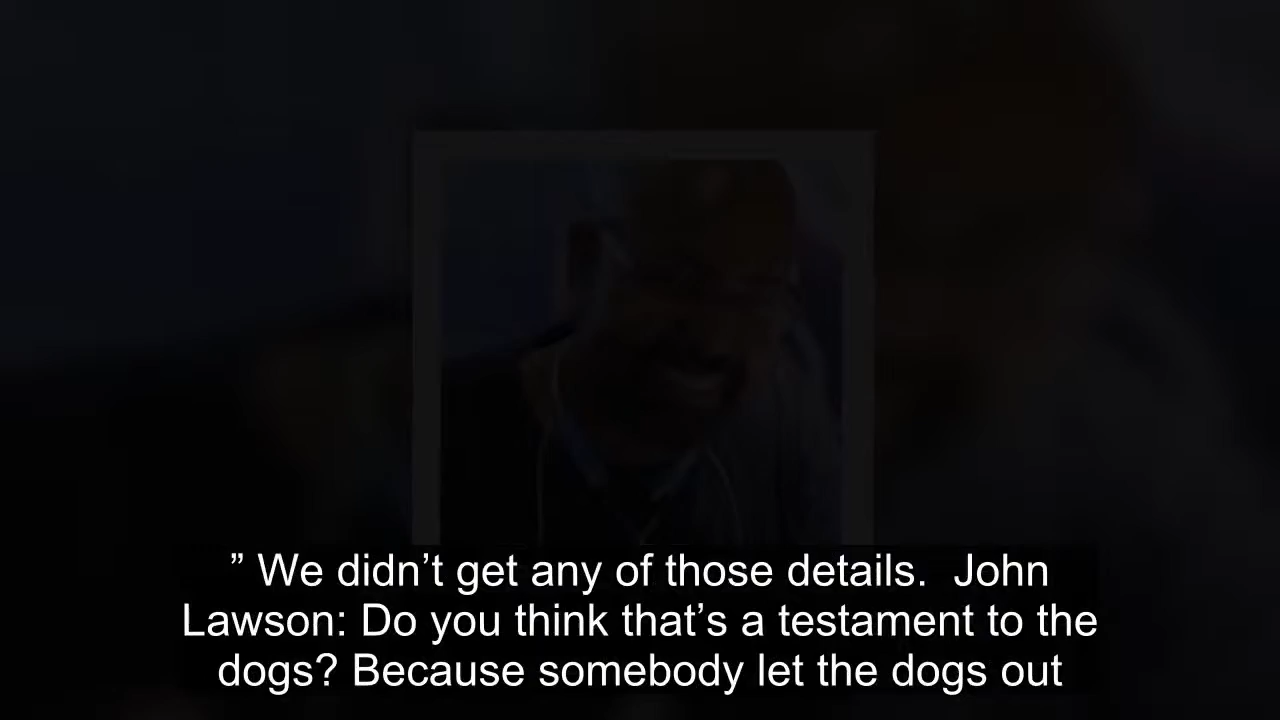 ” We didn’t get any of those details.  John
Lawson: Do you think that’s a testament to the
dogs? Because somebody let the dogs out